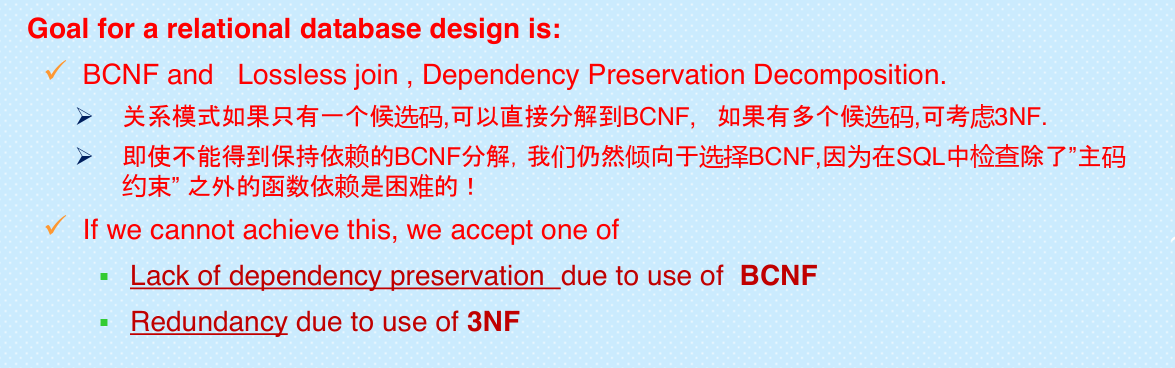 Goal for a relational database design is:
BCNF and Lossless join , Dependency Preservation Decomposition.
关系模式如果只有一个候选码,可以直接分解到BCNF, 如果有多个候选码,可考虑3NF.
即使不能得到保持依赖的BCNF分解, 我们仍然倾向于选择BCNF,因为在SQL中检查除了”主码
约束” 之外的函数依赖是困难的！
If we cannot achieve this, we accept one of
Lack of dependency preservation due to use of BCNF
Redundancy due to use of 3NF